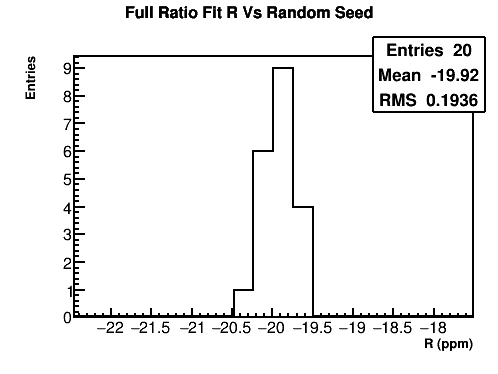 Full Ratio Fit R Vs Random Seed
Entries 20
Mean -19.92
RMS 0.1936
Entries
9
8
7
6
5
4
3
2
1
0
−22 −21.5 −21 −20.5 −20 −19.5 −19 −18.5 −18
R (ppm)